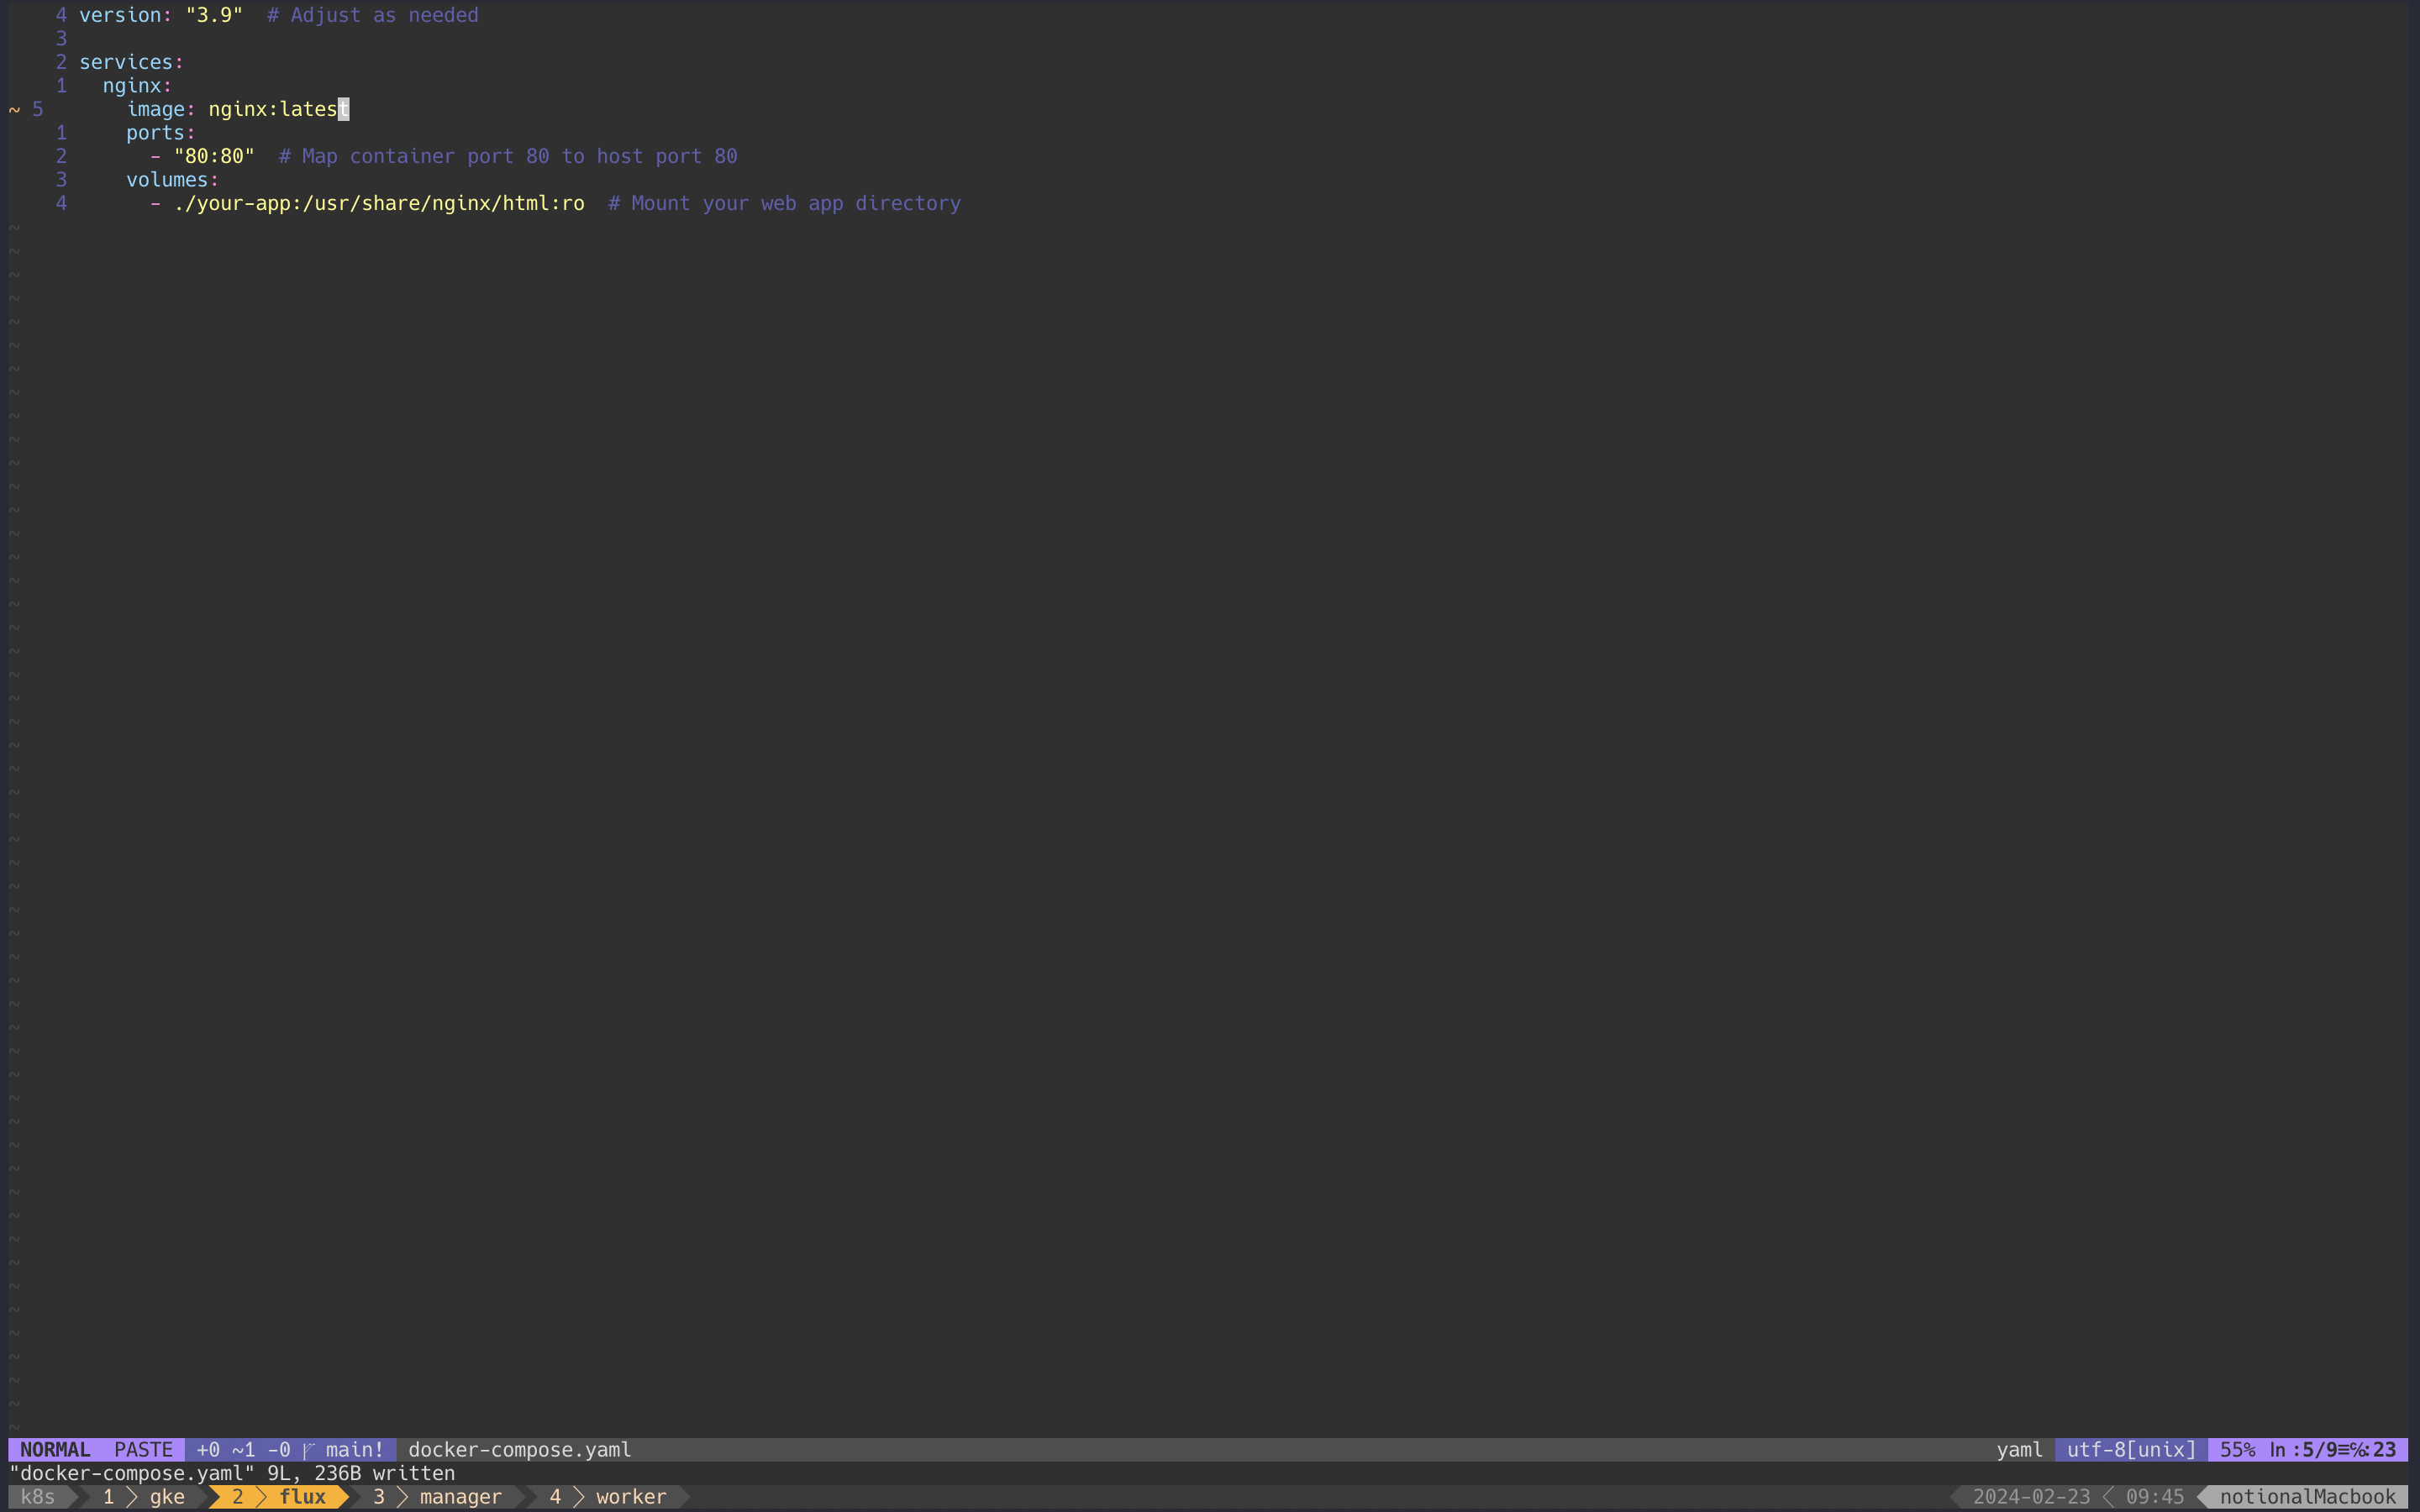 4 version: "3.9"  # Adjust as needed
3
2 services:
1   nginx:
~ 5       image: nginx:latest
1     ports:
2       - "80:80"  # Map container port 80 to host port 80
3     volumes:
4       - ./your-app:/usr/share/nginx/html:ro  # Mount your web app directory
NORMAL  PASTE  +0 ~1 -0  main!  docker-compose.yaml  yaml  utf-8[unix]  55% ln :5/9≡℅:23
"docker-compose.yaml" 9L, 236B written
k8s  1  gke  2  flux  3  manager  4  worker  2024-02-23  09:45  notionalMacbook